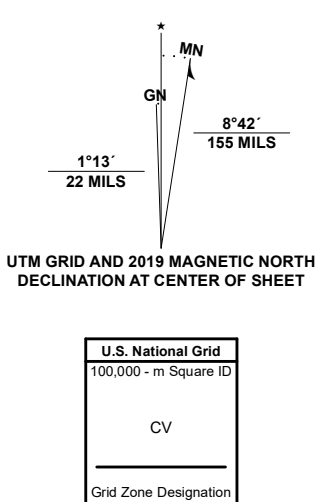 ★
MN
GN
8°42´
155 MILS
1°13´
22 MILS
UTM GRID AND 2019 MAGNETIC NORTH
DECLINATION AT CENTER OF SHEET
U.S. National Grid
100,000 - m Square ID
CV
Grid Zone Designation